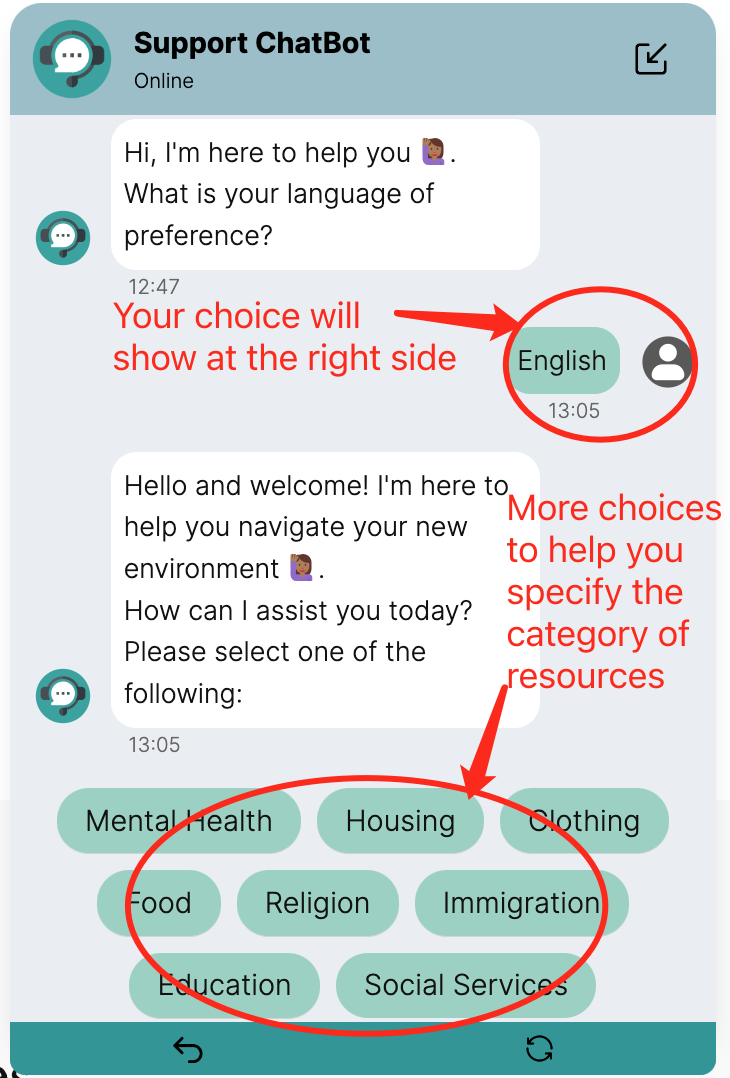 Support ChatBot
Online
Hi, I'm here to help you 🙋🏾‍♀️.
What is your language of
preference?
12:47
Your choice will
show at the right side
English
13:05
Hello and welcome! I'm here to
help you navigate your new
environment 🙋🏾‍♀️.
How can I assist you today?
Please select one of the
following:
13:05
More choices
to help you
specify the
category of
resources
Mental Health Housing Clothing
Food Religion Immigration
Education Social Services